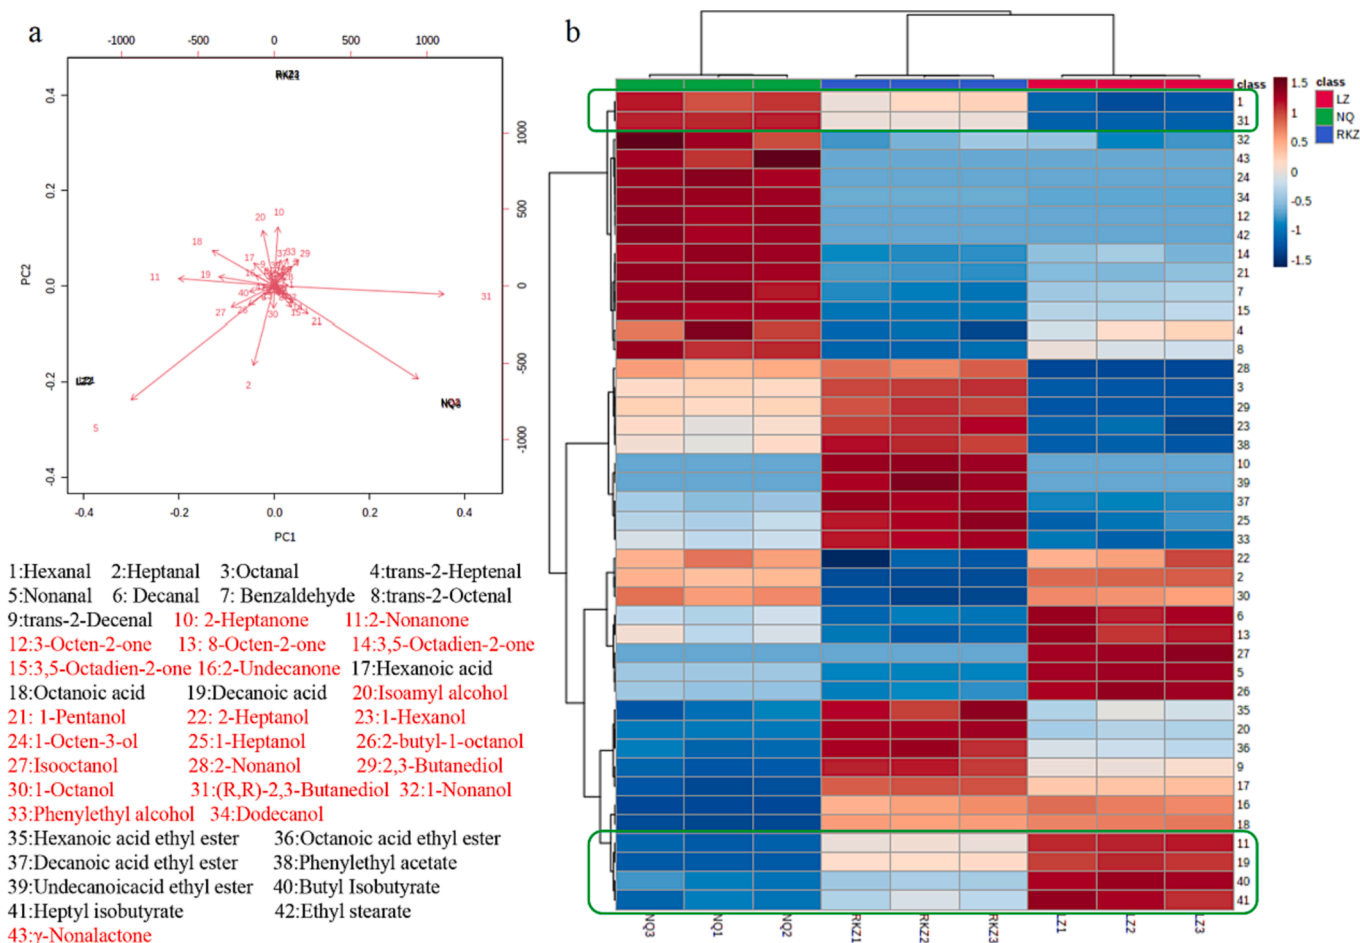 a
-1000 -500 0 500 1000
RKZ1
0.4
0.2
0.0
-0.2
-0.4
PC2
1000
500
0
-500
-1000
20 10
18 17 37 33 29
9
11 19 31
40
27 26 30 15 21
2
5
-0.4 -0.2 0.0 0.2 0.4
PC1
1:Hexanal 2:Heptanal 3:Octanal 4:trans-2-Heptenal
5:Nonanal 6: Decanal 7: Benzaldehyde 8:trans-2-Octenal
9:trans-2-Decenal 10: 2-Heptanone 11:2-Nonanone
12:3-Octen-2-one 13: 8-Octen-2-one 14:3,5-Octadien-2-one
15:3,5-Octadien-2-one 16:2-Undecanone 17:Hexanoic acid
18:Octanoic acid 19:Decanoic acid 20:Isoamyl alcohol
21: 1-Pentanol 22: 2-Heptanol 23:1-Hexanol
24:1-Octen-3-ol 25:1-Heptanol 26:2-butyl-1-octanol
27:Isooctanol 28:2-Nonanol 29:2,3-Butanediol
30:1-Octanol 31:(R,R)-2,3-Butanediol 32:1-Nonanol
33:Phenylethyl alcohol 34:Dodecanol
35:Hexanoic acid ethyl ester 36:Octanoic acid ethyl ester
37:Decanoic acid ethyl ester 38:Phenylethyl acetate
39:Undecanoicacid ethyl ester 40:Butyl Isobutyrate
41:Heptyl isobutyrate 42:Ethyl stearate
43:γ-Nonalactone
b
class
1
31
32
43
24
34
12
42
14
21
7
15
4
8
28
3
29
23
38
10
39
37
25
33
22
2
30
6
13
27
5
26
35
20
36
9
17
16
18
11
19
40
41
NQ3 NQ1 NQ2 RKZ1 RKZ2 RKZ3 LZ1 LZ2 LZ3
1.5
1
0.5
0
-0.5
-1
-1.5
class
LZ
NQ
RKZ